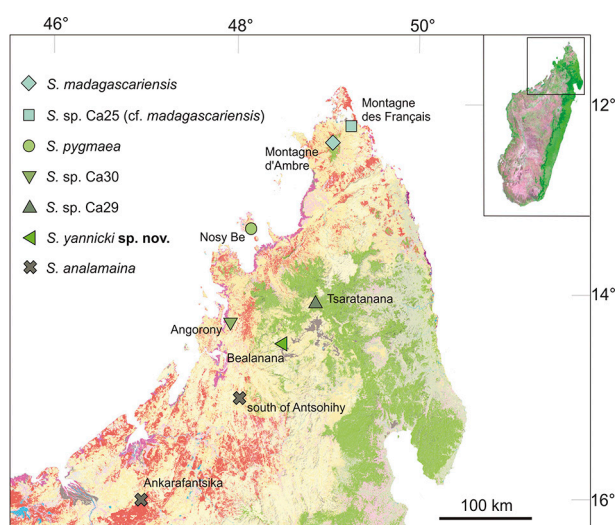 46°
48°
50°
S. madagascariensis
S. sp. Ca25 (cf. madagascariensis)
S. pygmaea
S. sp. Ca30
S. sp. Ca29
S. yannicki sp. nov.
S. analamaina
Montagne
des Français
Montagne
d'Ambre
12°
Nosy Be
14°
Tsaratanana
Angorony
Bealanana
south of Antsohihy
Ankarafantsika
16°
100 km